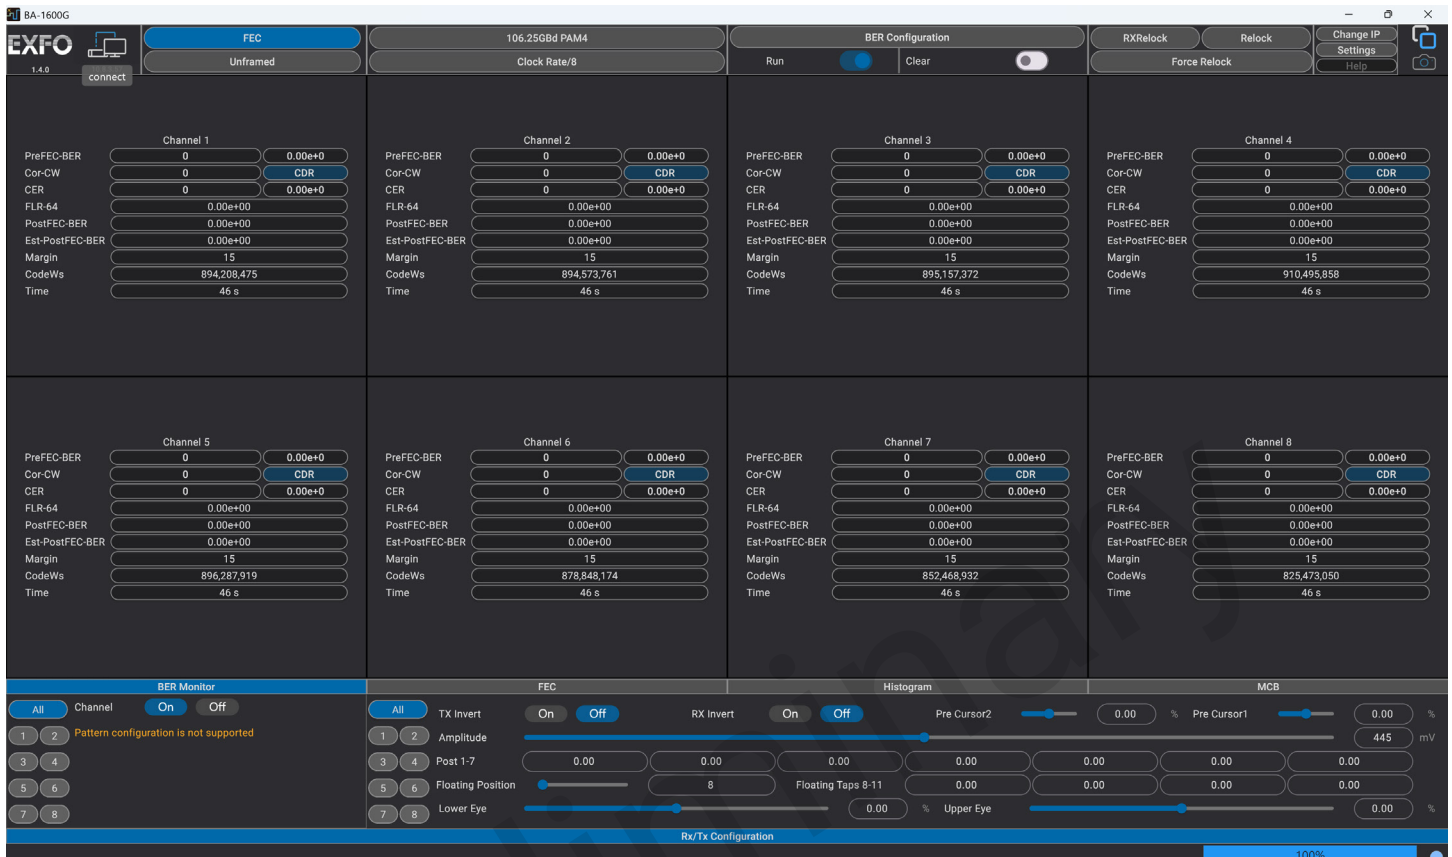 BA-1600G
EXFO
1.4.0
connect
FEC
Unframed
106.25GBd PAM4
Clock Rate/8
BER Configuration
Run Clear
RXRelock Relock
Force Relock
Change IP
Settings
Help
Channel 1 Channel 2 Channel 3 Channel 4
PreFEC-BER 0 0.00e+0 PreFEC-BER 0 0.00e+0 PreFEC-BER 0 0.00e+0 PreFEC-BER 0 0.00e+0
Cor-CW 0 CDR Cor-CW 0 CDR Cor-CW 0 CDR Cor-CW 0 CDR
CER 0 0.00e+0 CER 0 0.00e+0 CER 0 0.00e+0 CER 0 0.00e+0
FLR-64 0.00e+00 FLR-64 0.00e+00 FLR-64 0.00e+00 FLR-64 0.00e+00
PostFEC-BER 0.00e+00 PostFEC-BER 0.00e+00 PostFEC-BER 0.00e+00 PostFEC-BER 0.00e+00
Est-PostFEC-BER 0.00e+00 Est-PostFEC-BER 0.00e+00 Est-PostFEC-BER 0.00e+00 Est-PostFEC-BER 0.00e+00
Margin 15 Margin 15 Margin 15 Margin 15
CodeWs 894,208,475 CodeWs 894,573,761 CodeWs 895,157,372 CodeWs 910,495,858
Time 46 s Time 46 s Time 46 s Time 46 s
Channel 5 Channel 6 Channel 7 Channel 8
PreFEC-BER 0 0.00e+0 PreFEC-BER 0 0.00e+0 PreFEC-BER 0 0.00e+0 PreFEC-BER 0 0.00e+0
Cor-CW 0 CDR Cor-CW 0 CDR Cor-CW 0 CDR Cor-CW 0 CDR
CER 0 0.00e+0 CER 0 0.00e+0 CER 0 0.00e+0 CER 0 0.00e+0
FLR-64 0.00e+00 FLR-64 0.00e+00 FLR-64 0.00e+00 FLR-64 0.00e+00
PostFEC-BER 0.00e+00 PostFEC-BER 0.00e+00 PostFEC-BER 0.00e+00 PostFEC-BER 0.00e+00
Est-PostFEC-BER 0.00e+00 Est-PostFEC-BER 0.00e+00 Est-PostFEC-BER 0.00e+00 Est-PostFEC-BER 0.00e+00
Margin 15 Margin 15 Margin 15 Margin 15
CodeWs 896,287,919 CodeWs 878,848,174 CodeWs 852,468,932 CodeWs 825,473,050
Time 46 s Time 46 s Time 46 s Time 46 s
BER Monitor FEC Histogram MCB
All Channel On Off
1 2 Pattern configuration is not supported
3 4
5 6
7 8
All TX Invert On Off RX Invert On Off Pre Cursor2 0.00 % Pre Cursor1 0.00 %
1 2 Amplitude 445 mV
3 4 Post 1-7 0.00 0.00 0.00 0.00 0.00 0.00 0.00
5 6 Floating Position 8 Floating Taps 8-11 0.00 0.00 0.00 0.00
7 8 Lower Eye 0.00 % Upper Eye 0.00 %
Rx/Tx Configuration
100%